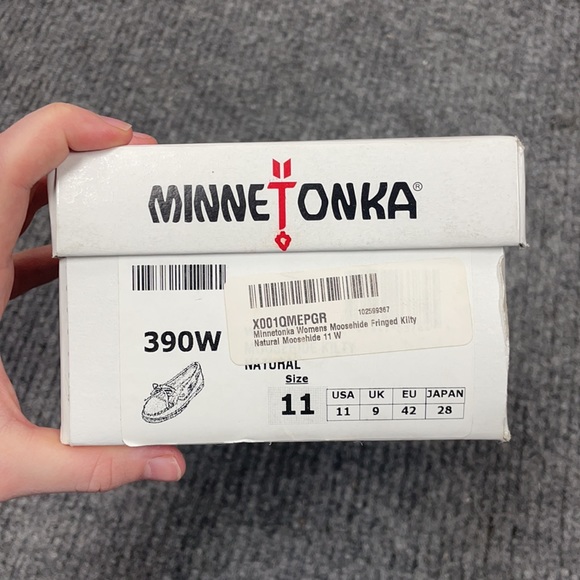 MINNETONKA®
390W
X001QMEPGR
102599367
Minnetonka Womens Moosehide Fringed Kilty
Natural Moosehide 11 W
NATURAL
Size
11
USA UK EU JAPAN
11 9 42 28